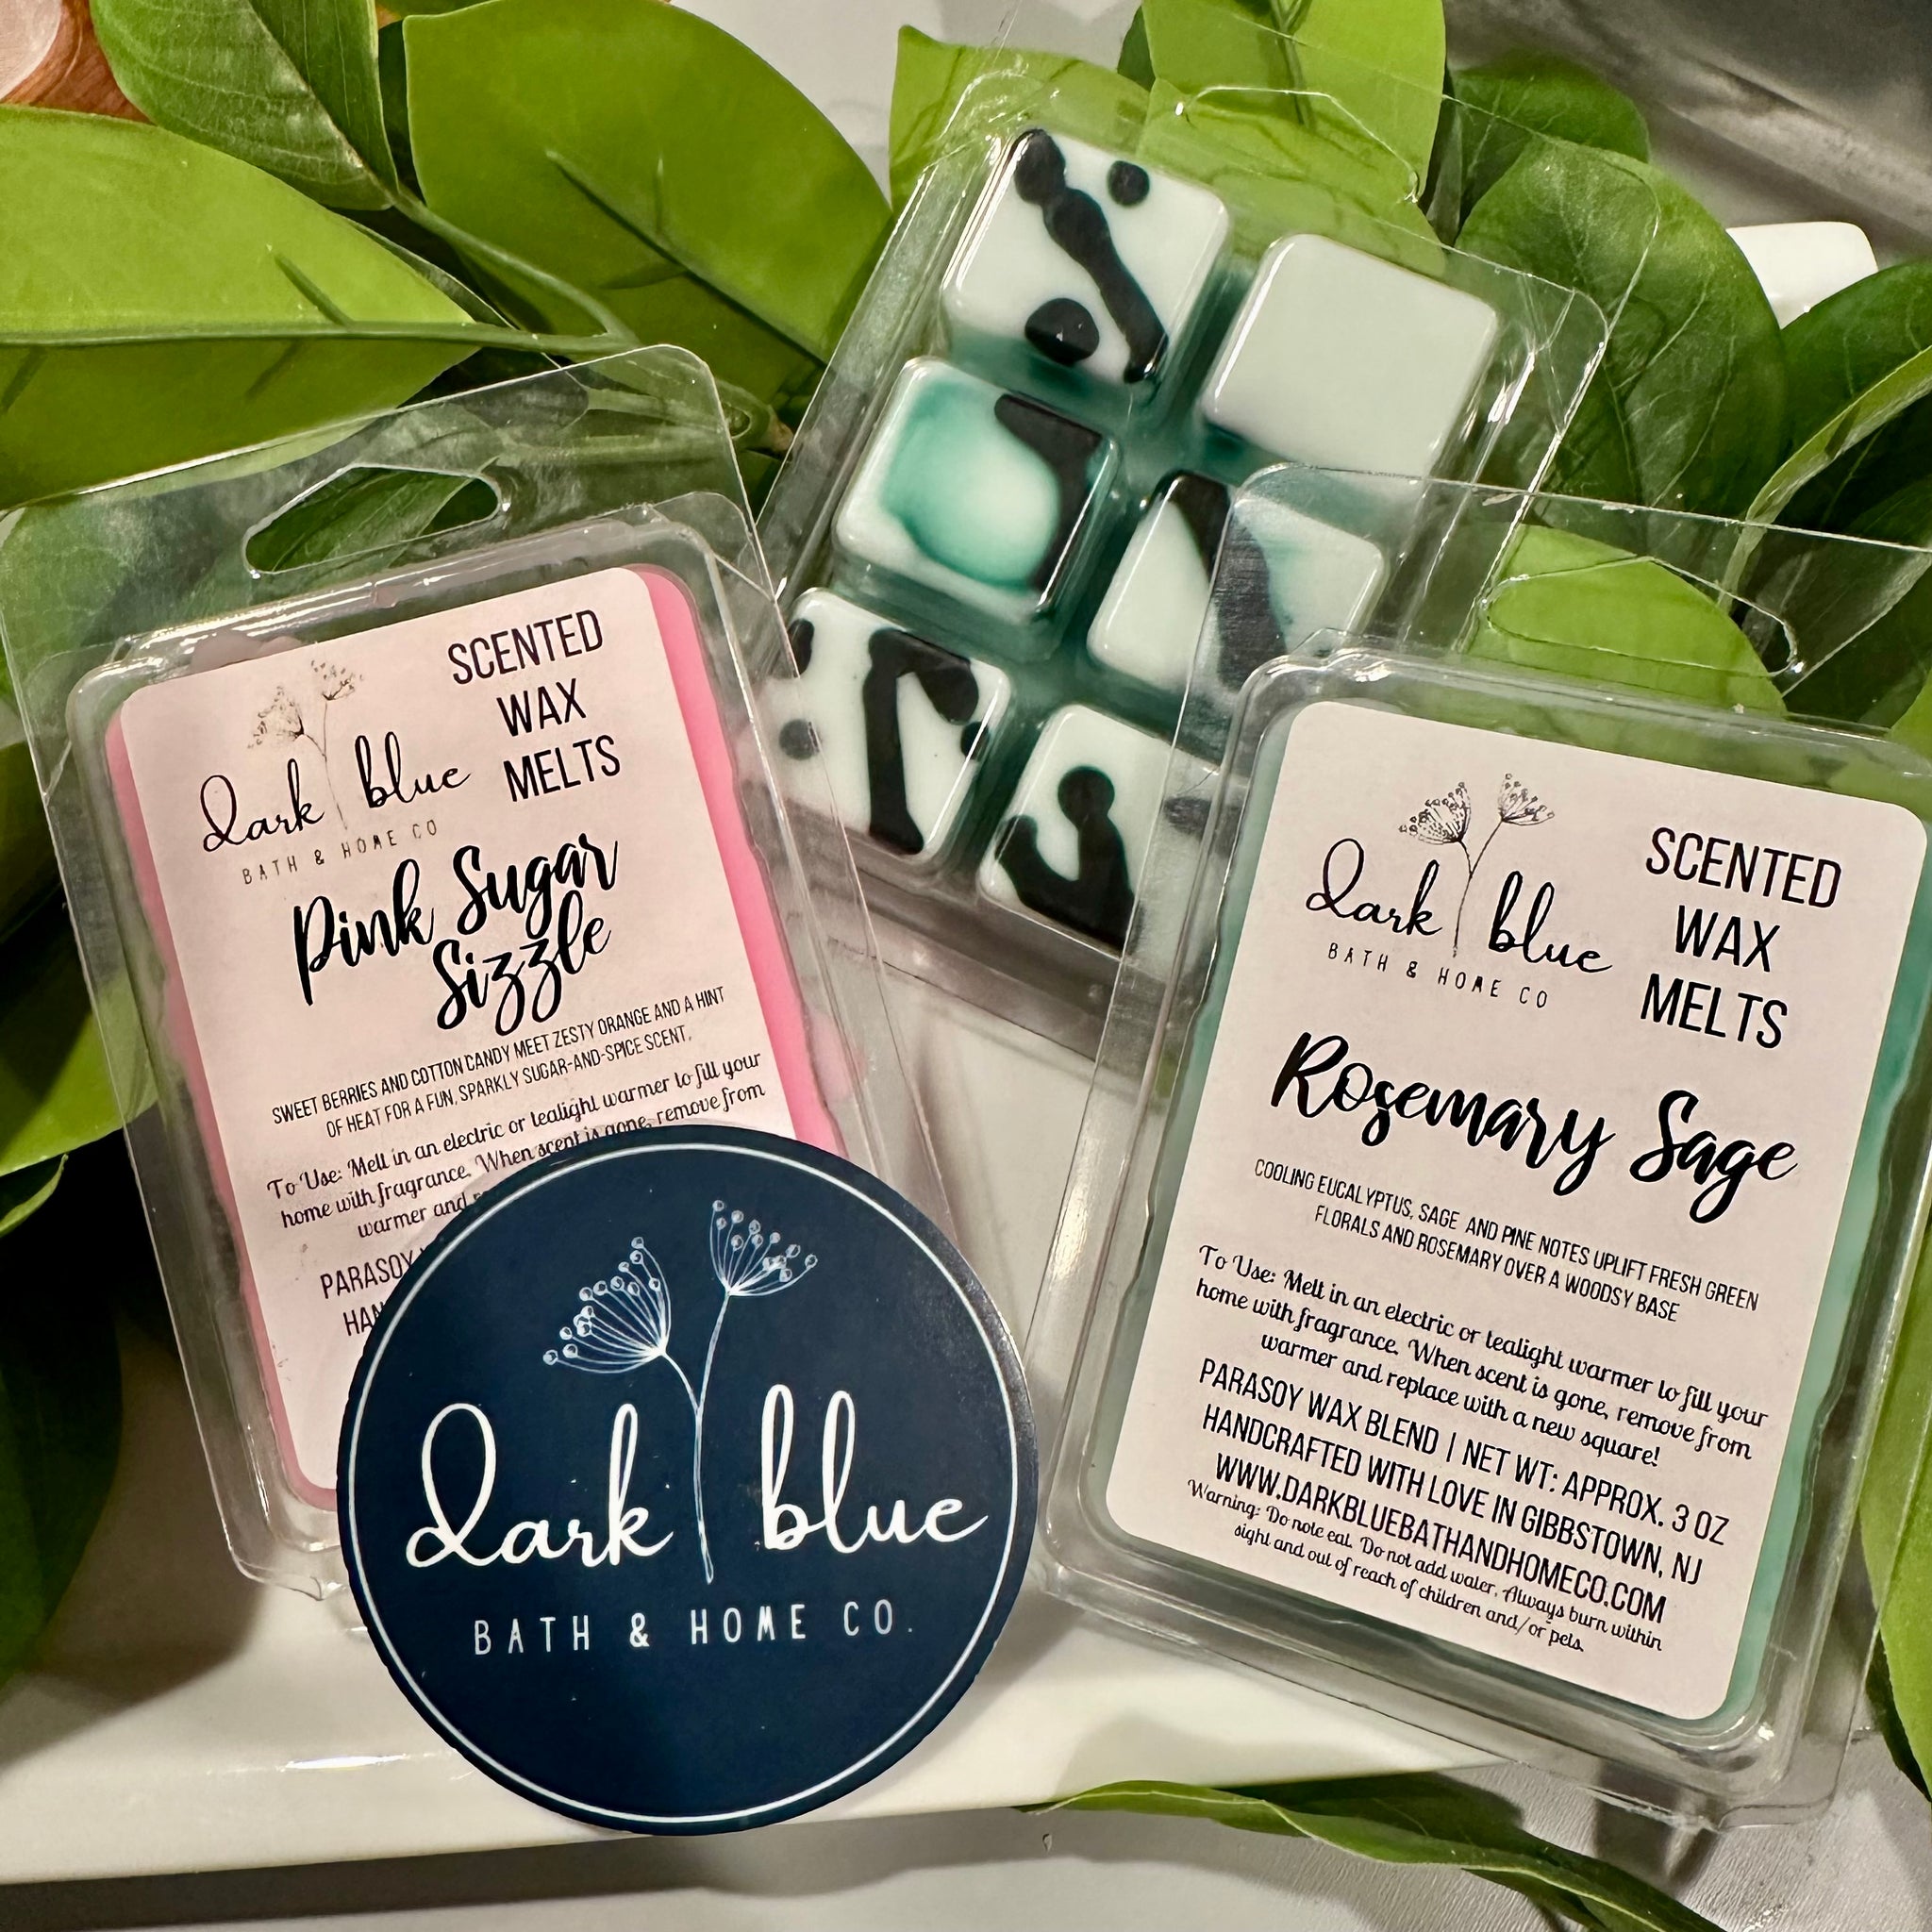 SCENTED
WAX
MELTS
dark blue
BATH & HOME CO
Pink Sugar
Sizzle
SWEET BERRIES AND COTTON CANDY MEET ZESTY ORANGE AND A HINT
OF HEAT FOR A FUN, SPARKLY SUGAR-AND-SPICE SCENT.
To Use: Melt in an electric or tealight warmer to fill your
home with fragrance. When scent is gone, remove from
warmer and
PARASOY
dark blue
BATH & HOME CO.
SCENTED
WAX
MELTS
dark blue
BATH & HOME CO
Rosemary Sage
COOLING EUCALYPTUS, SAGE AND PINE NOTES UPLIFT FRESH GREEN
FLORALS AND ROSEMARY OVER A WOODSY BASE
To Use: Melt in an electric or tealight warmer to fill your
home with fragrance. When scent is gone, remove from
warmer and replace with a new square!
PARASOY WAX BLEND | NET WT: APPROX. 3 OZ
HANDCRAFTED WITH LOVE IN GIBBSTOWN, NJ
WWW.DARKBLUEBATHANDHOMECO.COM
Warning: Do note eat. Do not add water. Always burn within
sight and out of reach of children and/or pets.